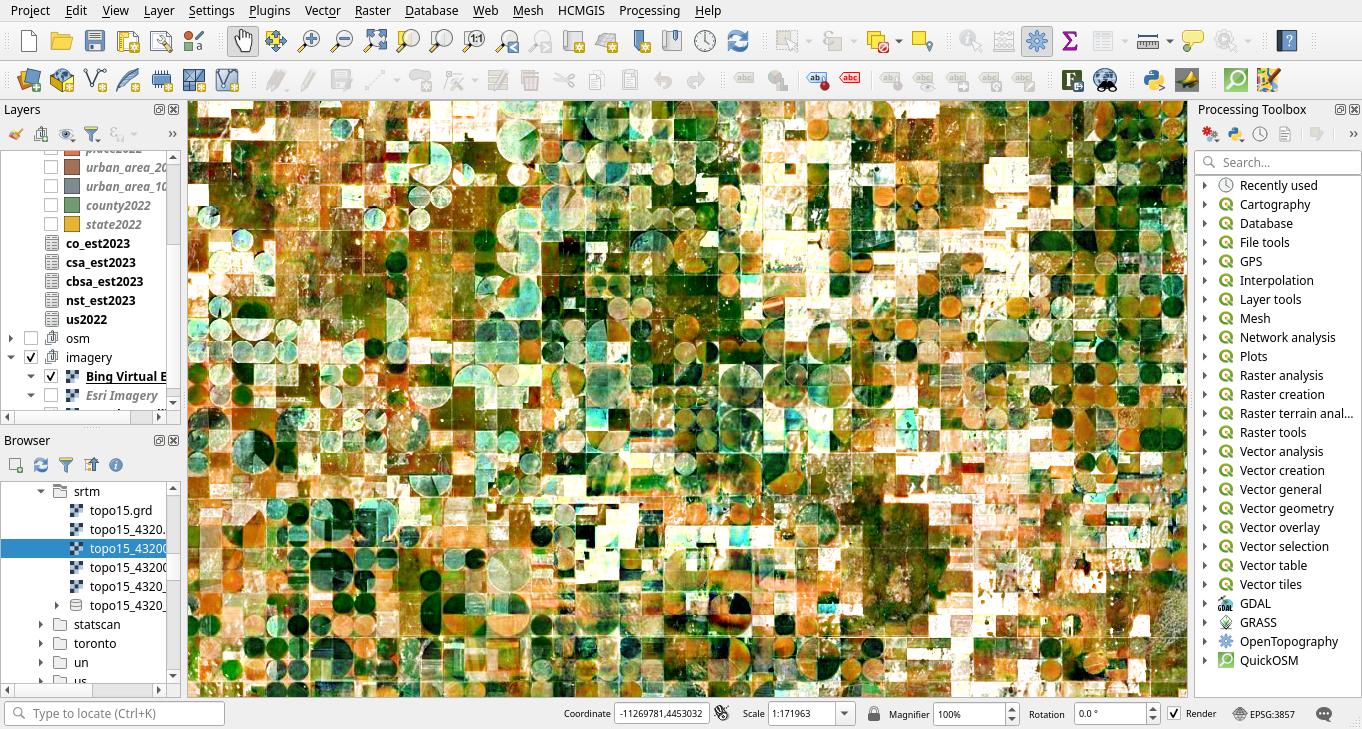 Project Edit View Layer Settings Plugins Vector Raster Database Web Mesh HCMGIS Processing Help
Layers
Processing Toolbox
Search...
place2022
urban_area_20
urban_area_10
county2022
state2022
co_est2023
csa_est2023
cbsa_est2023
nst_est2023
us2022
osm
imagery
Bing Virtual E
Esri Imagery
Browser
srtm
topo15.grd
topo15_4320.
topo15_43200
topo15_43200
topo15_4320_
topo15_4320_
statscan
toronto
un
us
Recently used
Cartography
Database
File tools
GPS
Interpolation
Layer tools
Mesh
Network analysis
Plots
Raster analysis
Raster creation
Raster terrain anal...
Raster tools
Vector analysis
Vector creation
Vector general
Vector geometry
Vector overlay
Vector selection
Vector table
Vector tiles
GDAL
GRASS
OpenTopography
QuickOSM
Type to locate (Ctrl+K) Coordinate -11269781,4453032 Scale 1:171963 Magnifier 100% Rotation 0.0 ° Render EPSG:3857